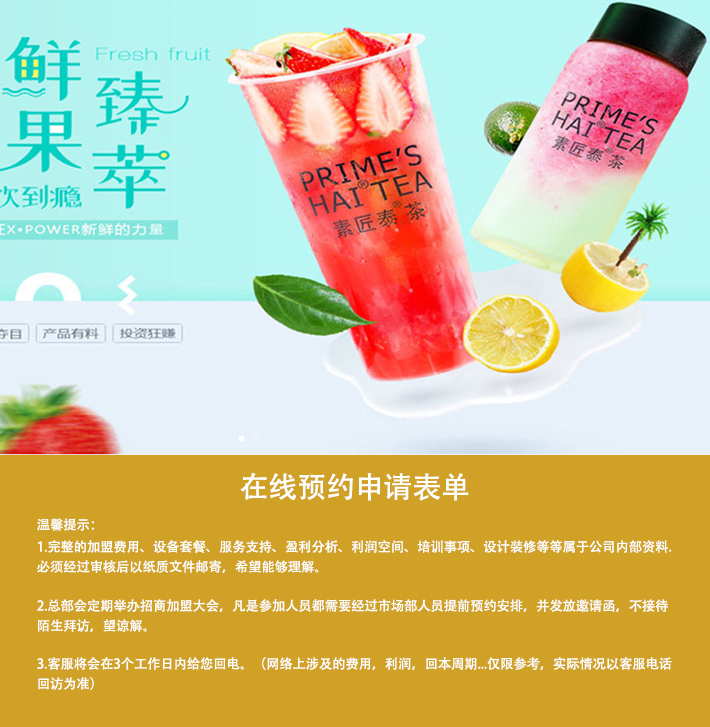 鲜果
Fresh fruit
臻萃
饮到瘾
EX•POWER新鲜的力量
夺目
产品有料
投资狂赚
PRIME'S
HAI TEA
®
素匠泰®茶
PRIME'S
HAI TEA
®
素匠泰®茶
在线预约申请表单
温馨提示：
1.完整的加盟费用、设备套餐、服务支持、盈利分析、利润空间、培训事项、设计装修等等属于公司内部资料.
必须经过审核后以纸质文件邮寄，希望能够理解。
2.总部会定期举办招商加盟大会，凡是参加人员都需要经过市场部人员提前预约安排，并发放邀请函，不接待
陌生拜访，望谅解。
3.客服将会在3个工作日内给您回电。（网络上涉及的费用，利润，回本周期...仅限参考，实际情况以客服电话
回访为准）